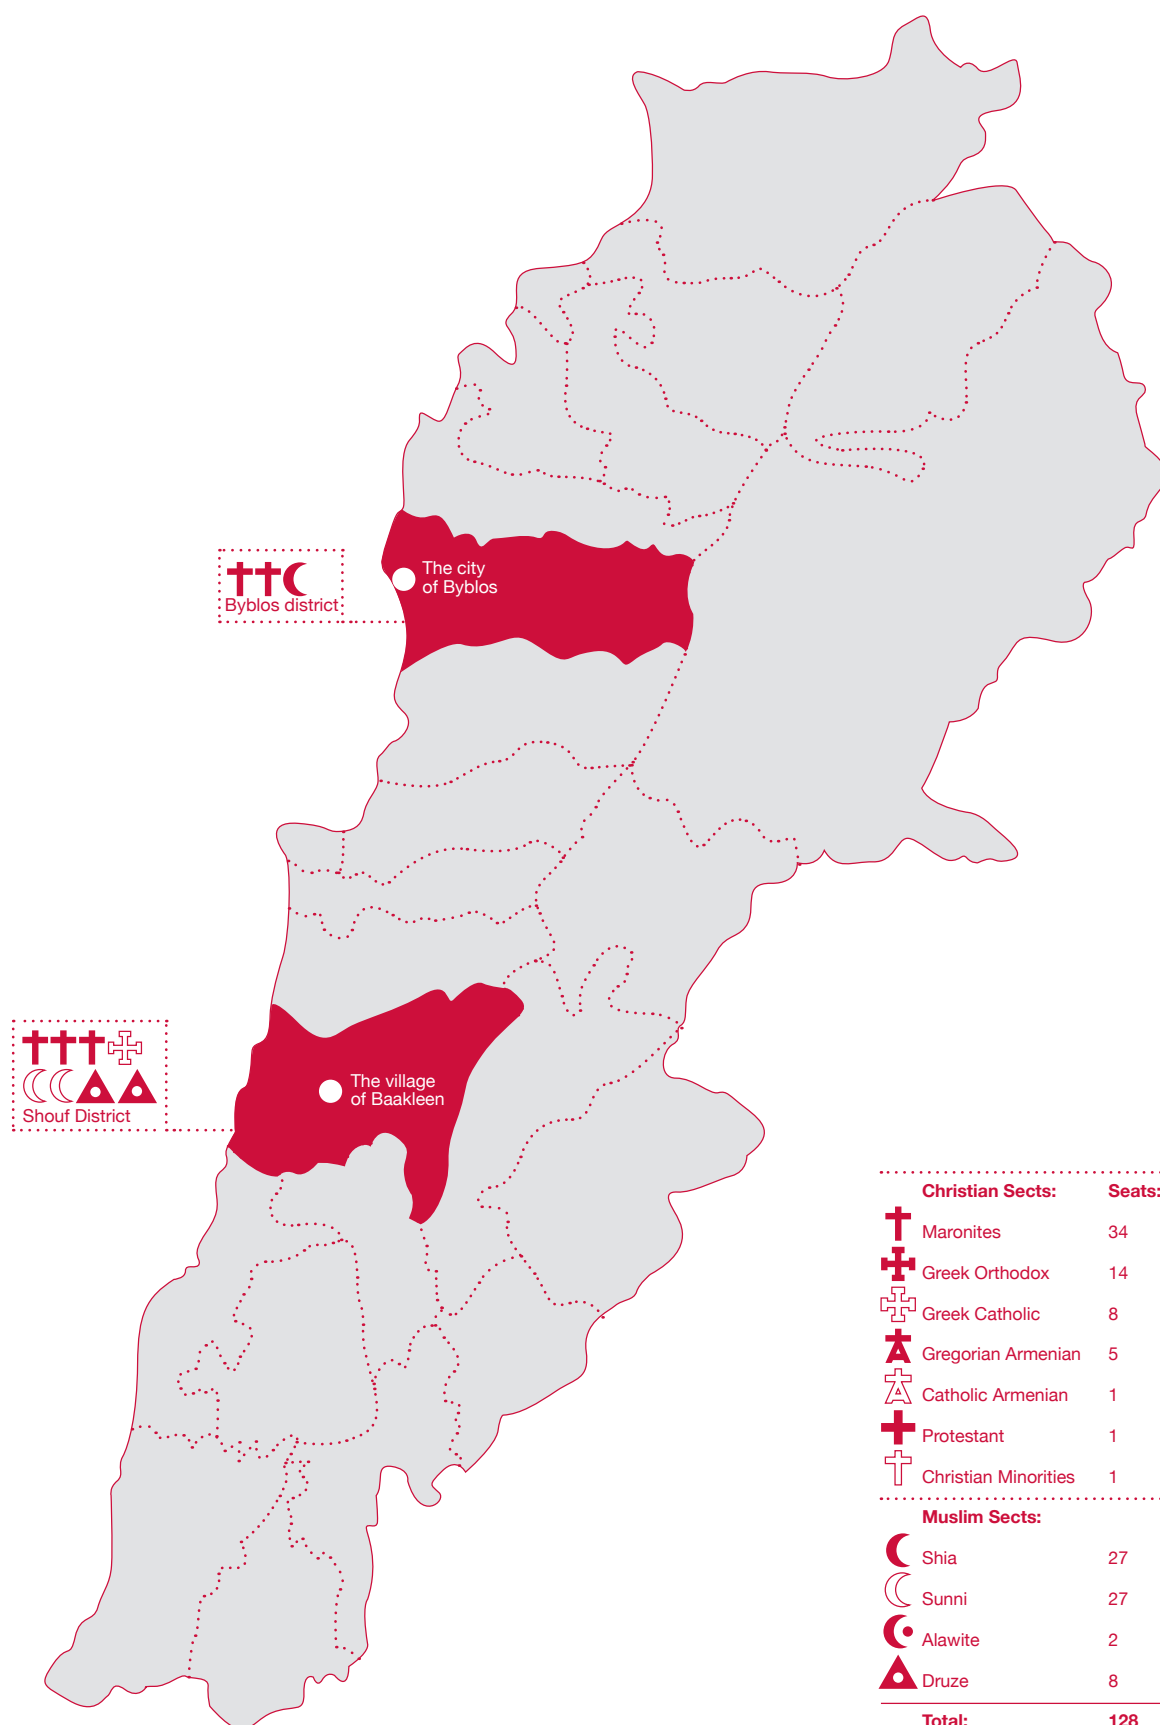 The city
of Byblos
Byblos district
The village
of Baakleen
Shouf District
Christian Sects: Seats:
Maronites 34
Greek Orthodox 14
Greek Catholic 8
Gregorian Armenian 5
Catholic Armenian 1
Protestant 1
Christian Minorities 1
Muslim Sects:
Shia 27
Sunni 27
Alawite 2
Druze 8
Total: 128